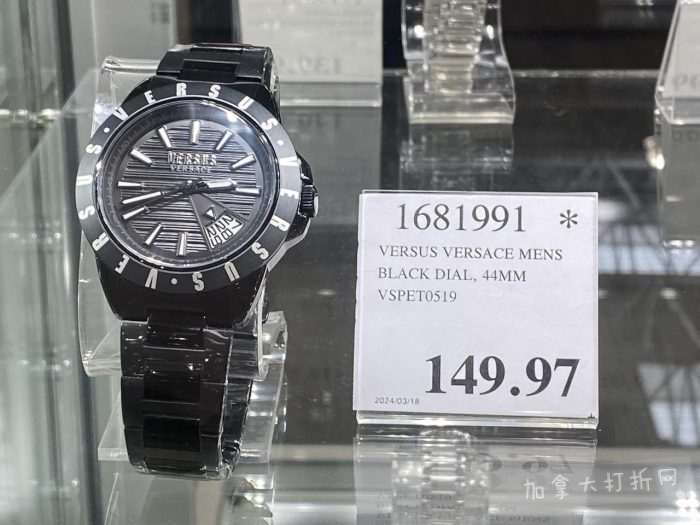 VERSUS · VERSUS · VERSUS
VERSUS
VERSACE
1681991 *
VERSUS VERSACE MENS
BLACK DIAL, 44MM
VSPET0519
149.97
2024/03/18
加拿大打折网